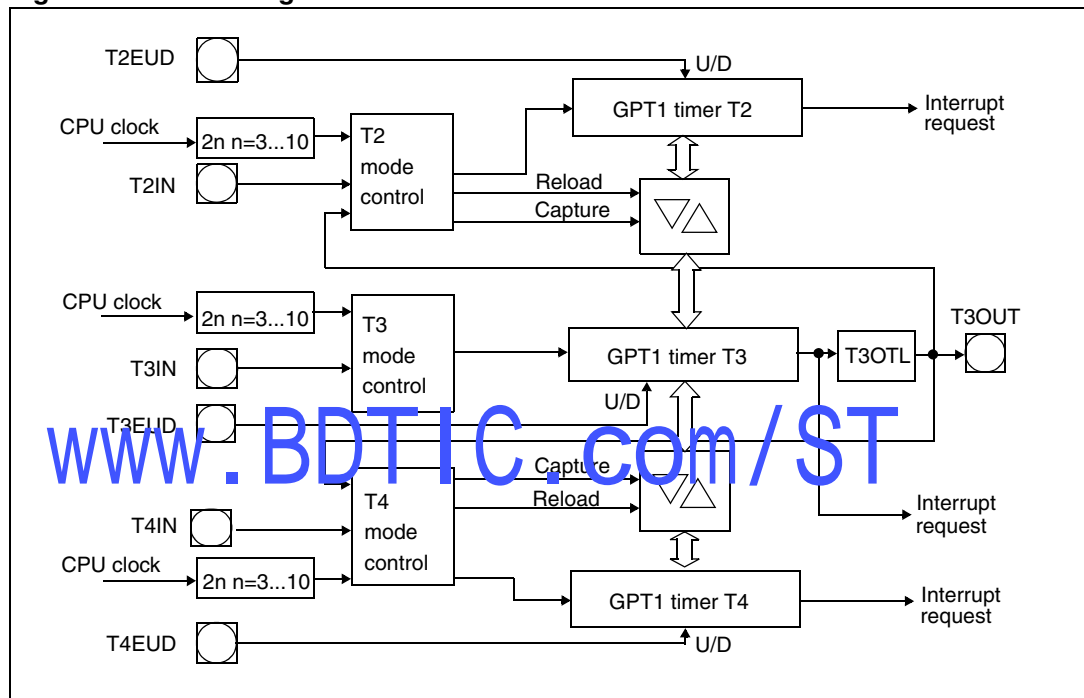 T2EUD
U/D
GPT1 timer T2
Interrupt
request
CPU clock
2n n=3...10
T2
mode
control
T2IN
Reload
Capture
CPU clock
2n n=3...10
T3
mode
control
T3IN
GPT1 timer T3
T3OTL
T3OUT
U/D
T3EUD
www.BDTIC.com/ST
Capture
Reload
T4
mode
control
T4IN
Interrupt
request
CPU clock
2n n=3...10
GPT1 timer T4
Interrupt
request
T4EUD
U/D